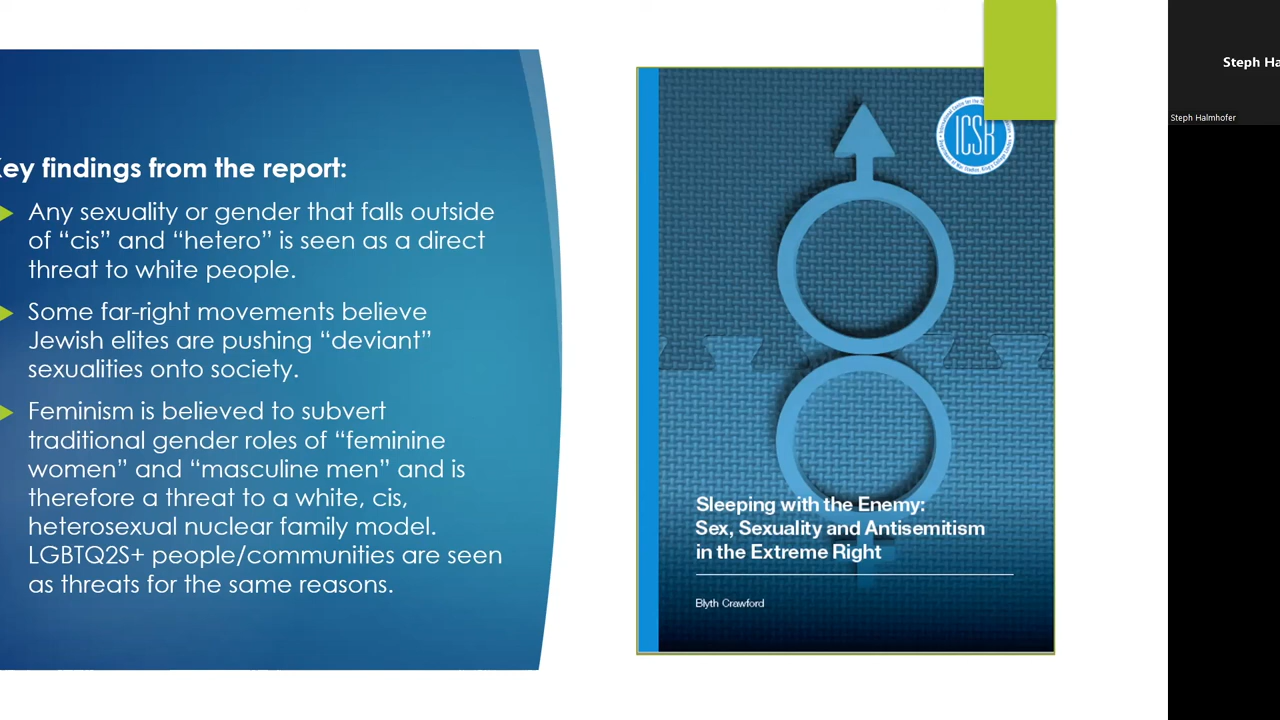 ey findings from the report:
Any sexuality or gender that falls outside
of “cis” and “hetero” is seen as a direct
threat to white people.
Some far-right movements believe
Jewish elites are pushing “deviant”
sexualities onto society.
Feminism is believed to subvert
traditional gender roles of “feminine
women” and “masculine men” and is
therefore a threat to a white, cis,
heterosexual nuclear family model.
LGBTQ2S+ people/communities are seen
as threats for the same reasons.
ICSR
Sleeping with the Enemy:
Sex, Sexuality and Antisemitism
in the Extreme Right
Blyth Crawford
Steph Ha
Steph Halmhofer